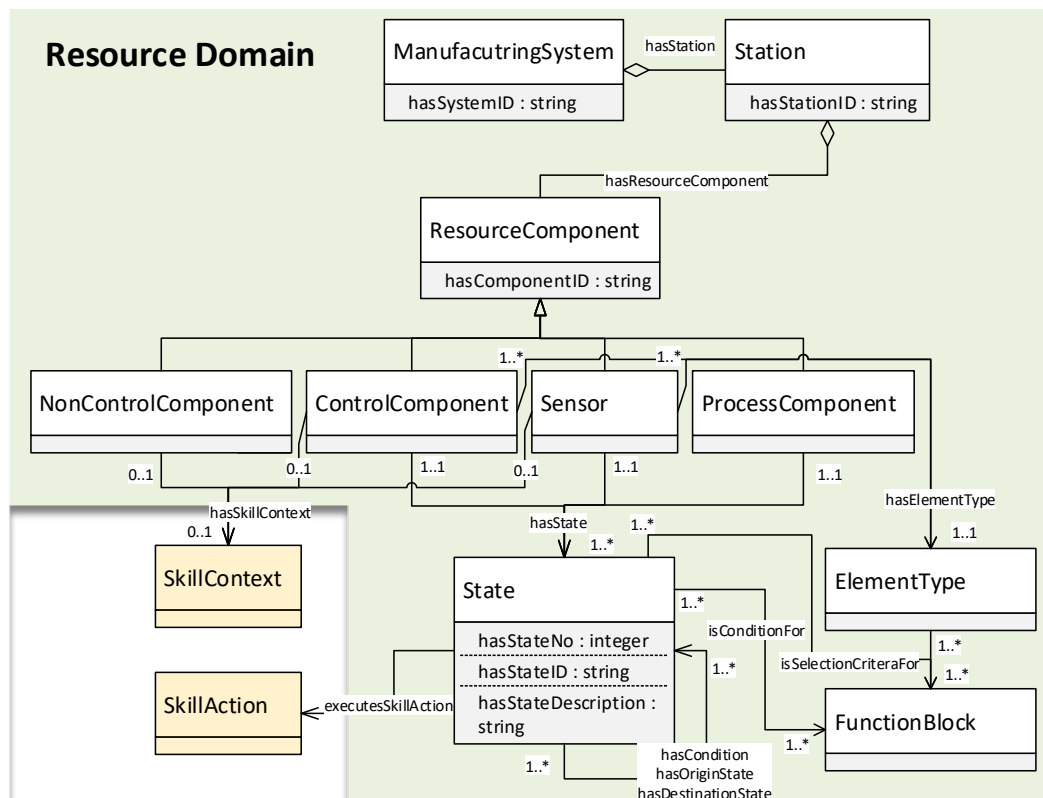 Resource Domain
ManufacutringSystem
hasSystemID : string
hasStation
Station
hasStationID : string
hasResourceComponent
ResourceComponent
hasComponentID : string
1..*
1..*
NonControlComponent
ControlComponent
Sensor
ProcessComponent
0..1
0..1
1..1
0..1
1..1
1..1
hasSkillContext
0..1
hasState
1..*
1..*
hasElementType
1..1
SkillContext
State
hasStateNo : integer
hasStateID : string
hasStateDescription :
string
ElementType
1..*
isConditionFor
1..*
isSelectionCriteraFor
1..*
1..*
SkillAction
executesSkillAction
FunctionBlock
1..*
1..*
hasCondition
hasOriginState
hasDestinationState